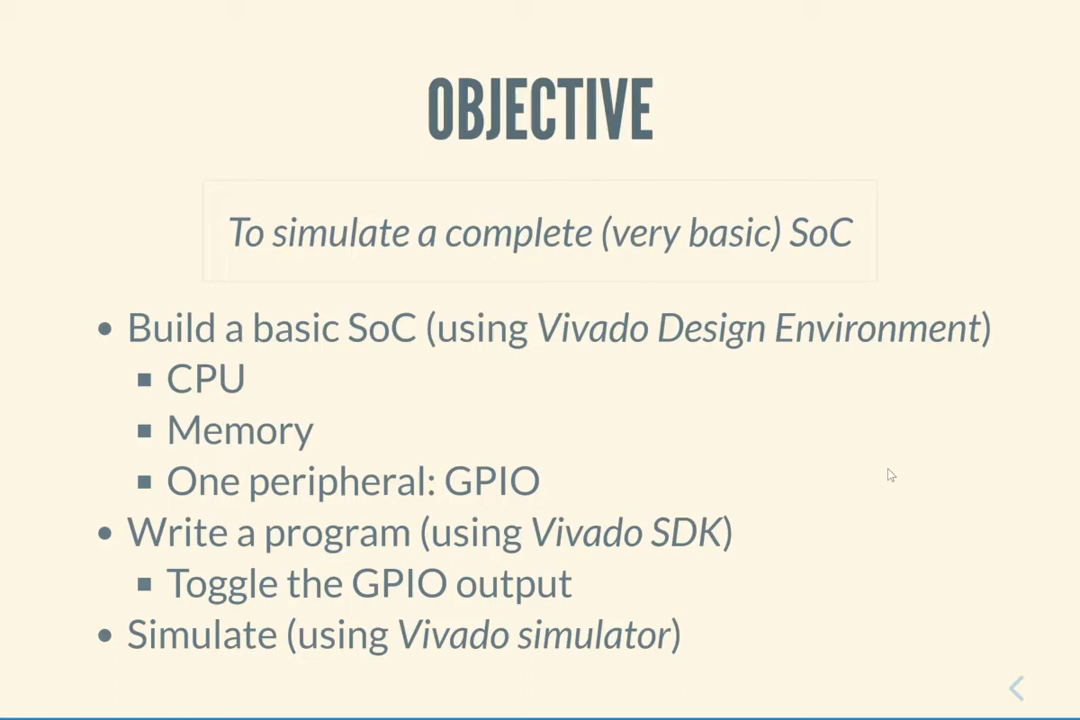 OBJECTIVE
To simulate a complete (very basic) SoC
• Build a basic SoC (using Vivado Design Environment)
▪ CPU
▪ Memory
▪ One peripheral: GPIO
• Write a program (using Vivado SDK)
▪ Toggle the GPIO output
• Simulate (using Vivado simulator)